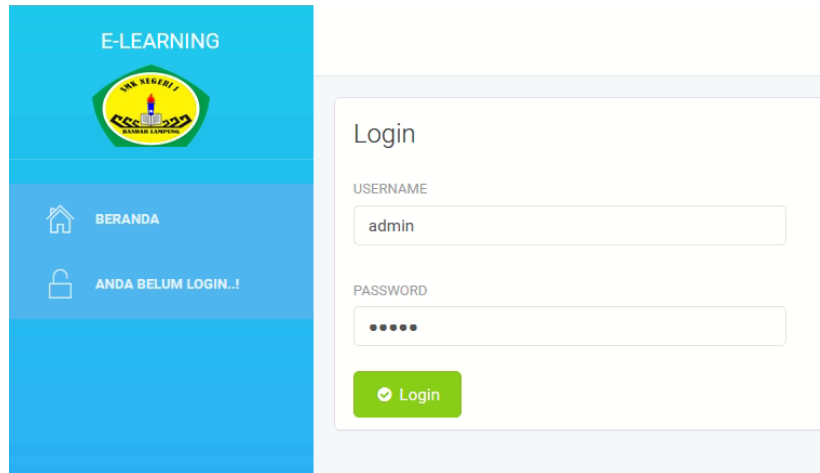 E-LEARNING
SMK NEGERI 1
BANDAR LAMPUNG
BERANDA
ANDA BELUM LOGIN..!
Login
USERNAME
admin
PASSWORD
•••••
Login